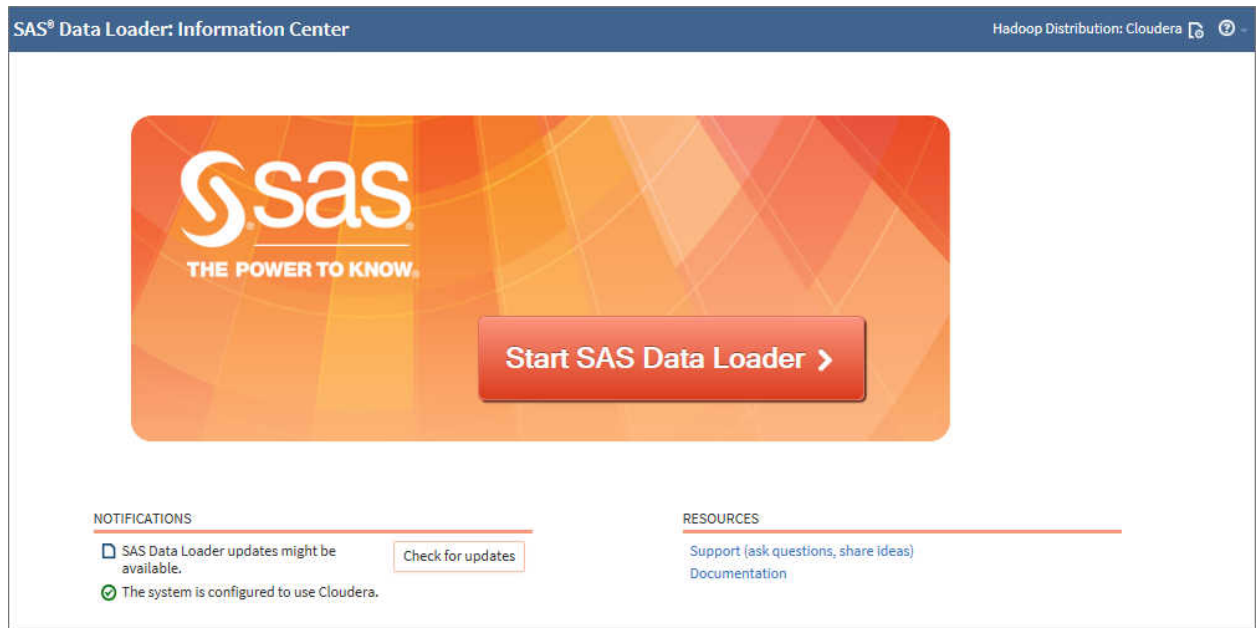 SAS® Data Loader: Information Center
Hadoop Distribution: Cloudera
sas®
THE POWER TO KNOW®
Start SAS Data Loader
NOTIFICATIONS
SAS Data Loader updates might be
available.
Check for updates
The system is configured to use Cloudera.
RESOURCES
Support (ask questions, share ideas)
Documentation